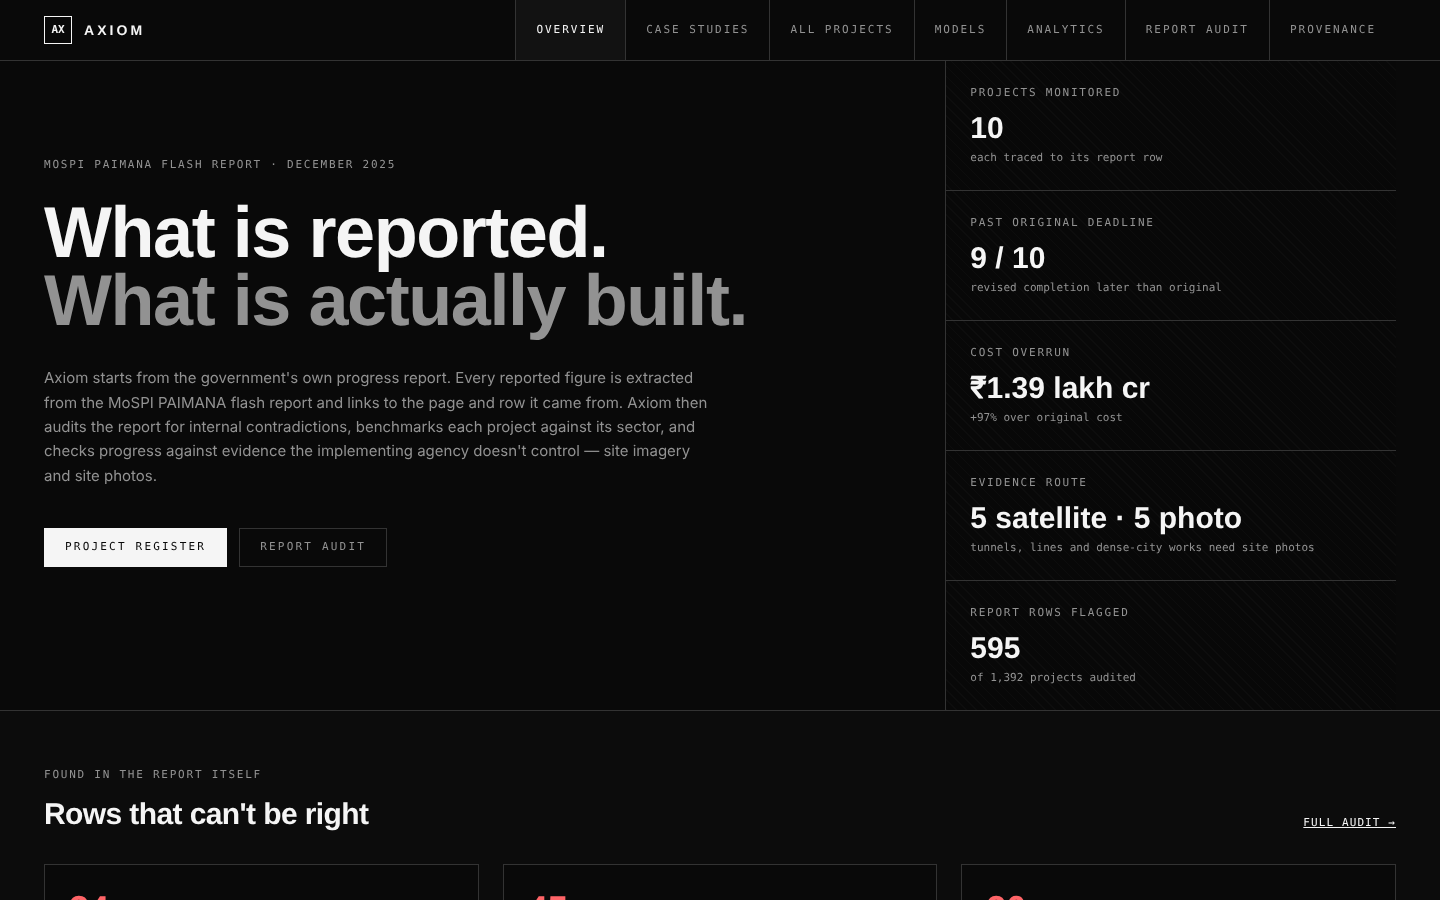 AX AXIOM
OVERVIEW
CASE STUDIES
ALL PROJECTS
MODELS
ANALYTICS
REPORT AUDIT
PROVENANCE
MOSPI PAIMANA FLASH REPORT · DECEMBER 2025
What is reported.
What is actually built.
Axiom starts from the government's own progress report. Every reported figure is extracted
from the MoSPI PAIMANA flash report and links to the page and row it came from. Axiom then
audits the report for internal contradictions, benchmarks each project against its sector, and
checks progress against evidence the implementing agency doesn't control — site imagery
and site photos.
PROJECT REGISTER
REPORT AUDIT
PROJECTS MONITORED
10
each traced to its report row
PAST ORIGINAL DEADLINE
9 / 10
revised completion later than original
COST OVERRUN
₹1.39 lakh cr
+97% over original cost
EVIDENCE ROUTE
5 satellite · 5 photo
tunnels, lines and dense-city works need site photos
REPORT ROWS FLAGGED
595
of 1,392 projects audited
FOUND IN THE REPORT ITSELF
Rows that can't be right
FULL AUDIT →